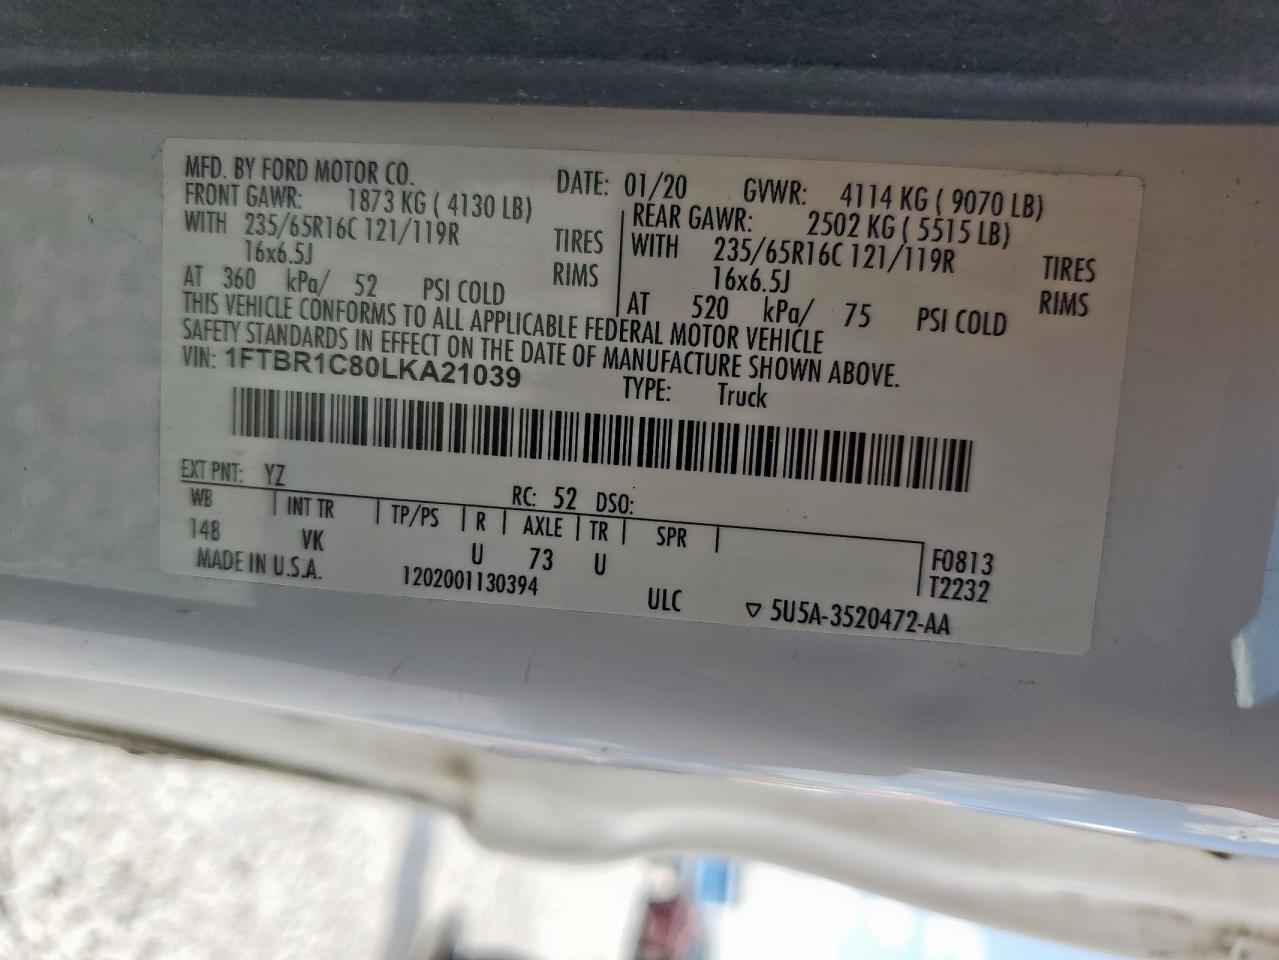 MFD. BY FORD MOTOR CO. DATE: 01/20 GVWR: 4114 KG ( 9070 LB)
FRONT GAWR: 1873 KG ( 4130 LB) REAR GAWR: 2502 KG ( 5515 LB)
WITH 235/65R16C 121/119R TIRES WITH 235/65R16C 121/119R TIRES
16x6.5J RIMS 16x6.5J RIMS
AT 360 kPa/ 52 PSI COLD AT 520 kPa/ 75 PSI COLD
THIS VEHICLE CONFORMS TO ALL APPLICABLE FEDERAL MOTOR VEHICLE
SAFETY STANDARDS IN EFFECT ON THE DATE OF MANUFACTURE SHOWN ABOVE.
VIN: 1FTBR1C80LKA21039 TYPE: Truck
EXT PNT: YZ RC: 52 DSO:
WB INT TR TP/PS R AXLE TR SPR
148 VK U 73 U F0813
T2232
MADE IN U.S.A. 1202001130394 ULC ▽ 5U5A-3520472-AA